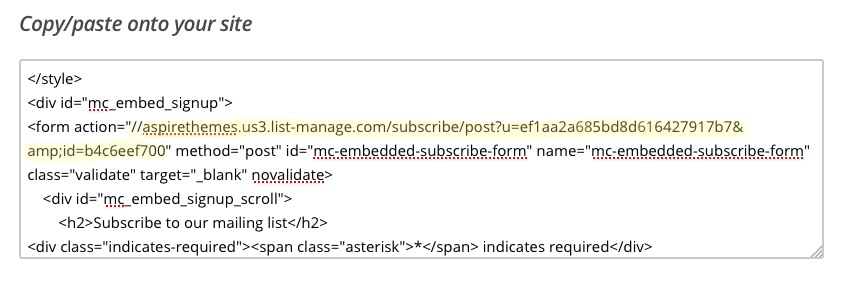 Copy/paste onto your site
</style>
<div id="mc_embed_signup">
<form action="//aspirethemes.us3.list-manage.com/subscribe/post?u=ef1aa2a685bd8d616427917b7&
amp;id=b4c6eef700" method="post" id="mc-embedded-subscribe-form" name="mc-embedded-subscribe-form"
class="validate" target="_blank" novalidate>
<div id="mc_embed_signup_scroll">
<h2>Subscribe to our mailing list</h2>
<div class="indicates-required"><span class="asterisk">*</span> indicates required</div>